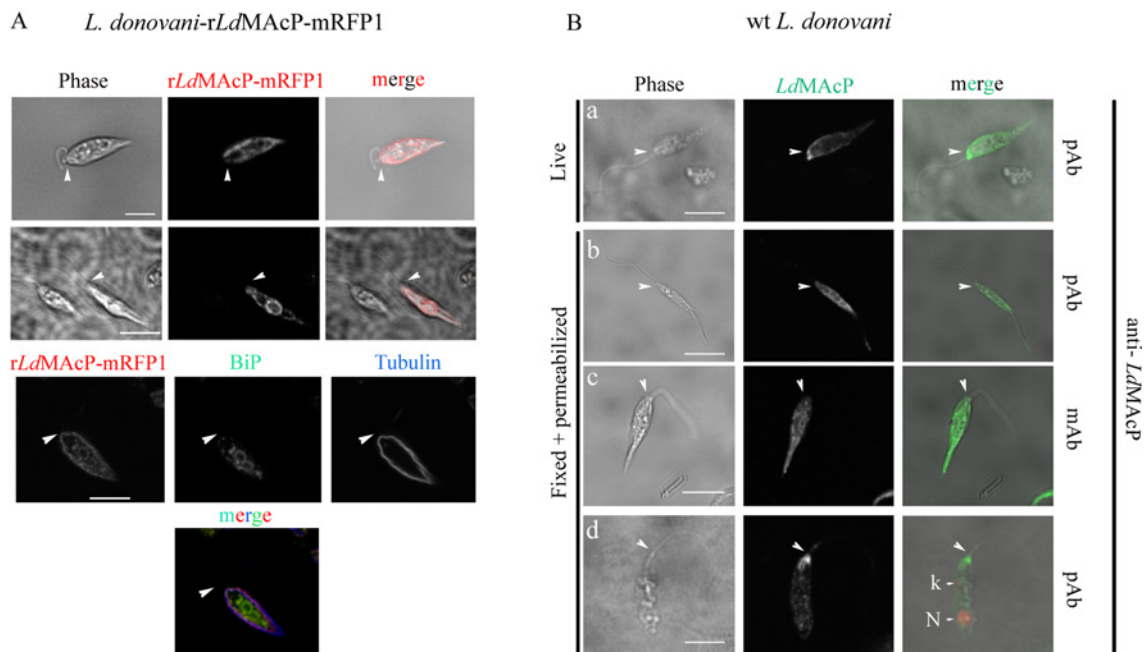 A
L. donovani-rLdMAcP-mRFP1
Phase
rLdMAcP-mRFP1
merge
rLdMAcP-mRFP1
BiP
Tubulin
merge
B
wt L. donovani
Phase
LdMAcP
merge
Live
a
pAb
Fixed + permeabilized
b
pAb
c
mAb
d
k
N
pAb
anti- LdMAcP